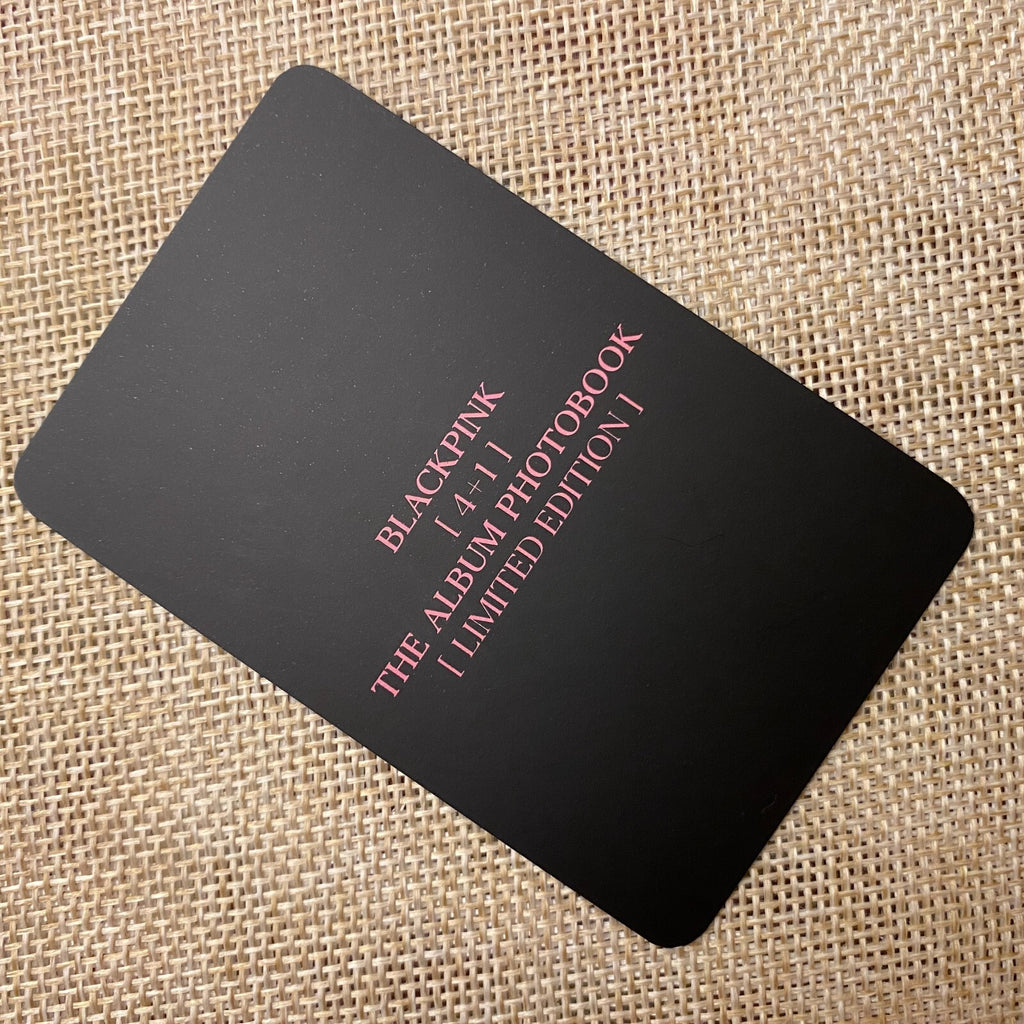 BLACKPINK
[ 4+1 ]
THE ALBUM PHOTOBOOK
[ LIMITED EDITION ]